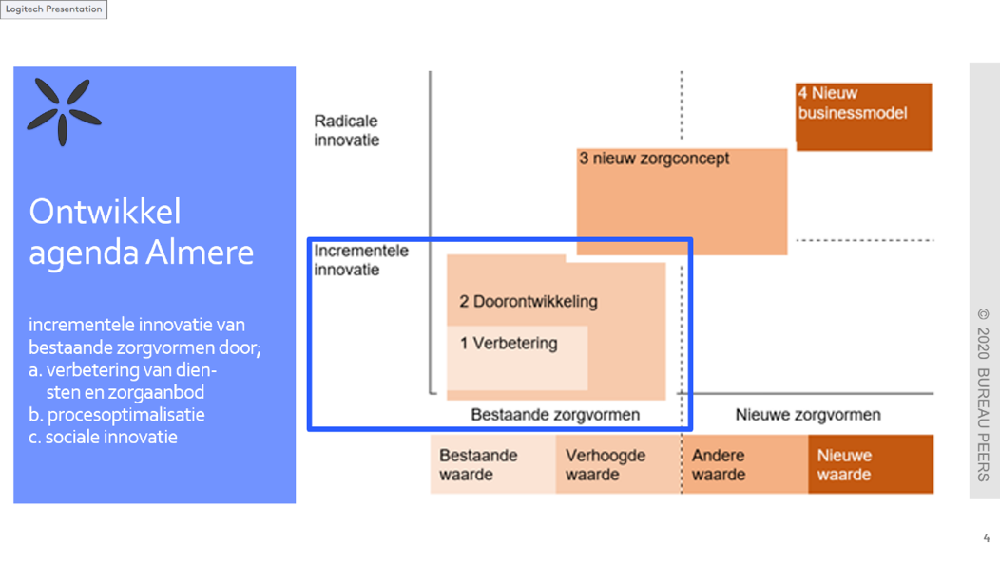 Logitech Presentation
Ontwikkel
agenda Almere
incrementele innovatie van
bestaande zorgvormen door;
a. verbetering van dien-
sten en zorgaanbod
b. procesoptimalisatie
c. sociale innovatie
Radicale
innovatie
4 Nieuw
businessmodel
3 nieuw zorgconcept
Incrementele
innovatie
2 Doorontwikkeling
1 Verbetering
Bestaande zorgvormen
Nieuwe zorgvormen
Bestaande
waarde
Verhoogde
waarde
Andere
waarde
Nieuwe
waarde
© 2020 BUREAU PEERS
4